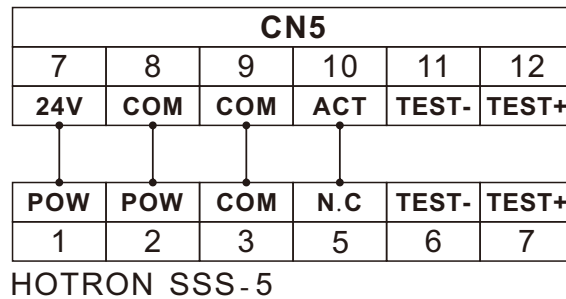 CN5
7 8 9 10 11 12
24V COM COM ACT TEST- TEST+
POW POW COM N.C TEST- TEST+
1 2 3 5 6 7
HOTRON SSS-5